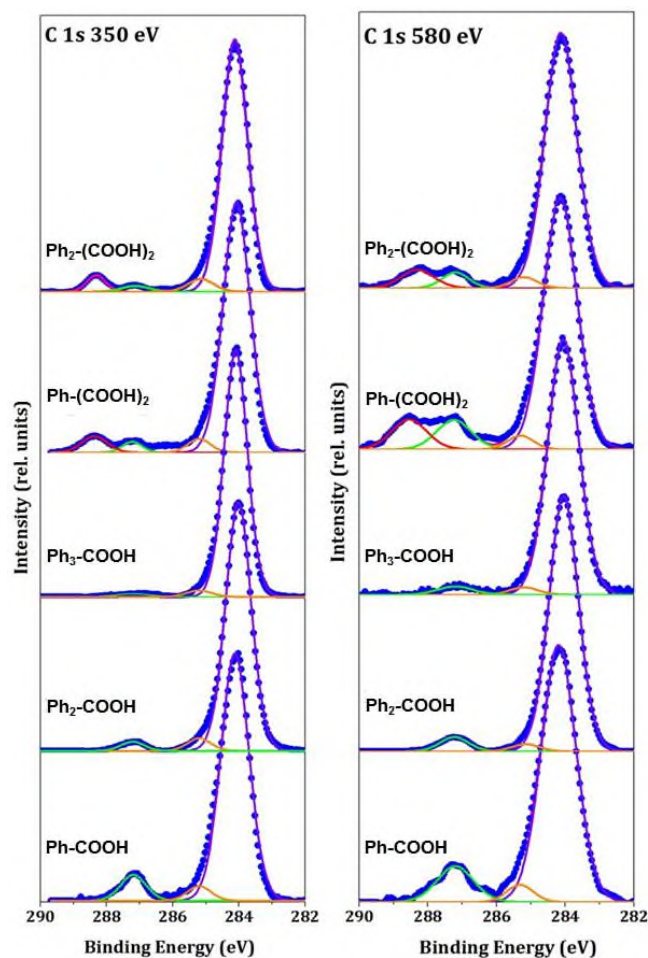 C 1s 350 eV
Ph₂-(COOH)₂
Ph-(COOH)₂
Ph₃-COOH
Ph₂-COOH
Ph-COOH
Intensity (rel. units)
290 288 286 284 282
Binding Energy (eV)
C 1s 580 eV
Ph₂-(COOH)₂
Ph-(COOH)₂
Ph₃-COOH
Ph₂-COOH
Ph-COOH
Intensity (rel. units)
290 288 286 284 282
Binding Energy (eV)